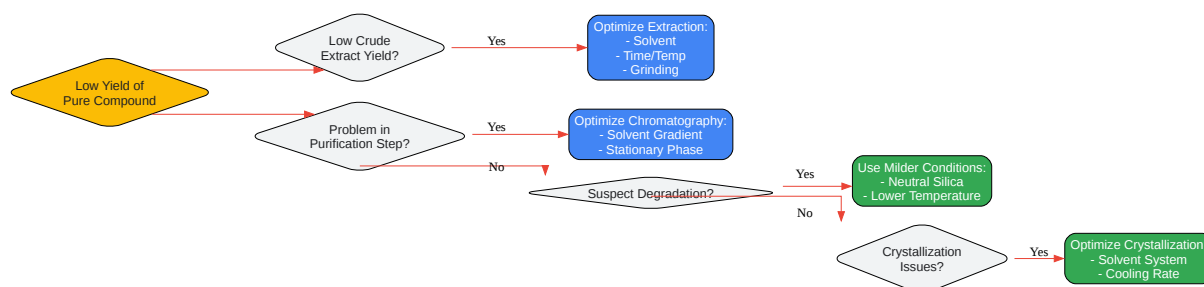 Low Yield of
Pure Compound
Low Crude
Extract Yield?
Yes
Optimize Extraction:
- Solvent
- Time/Temp
- Grinding
Problem in
Purification Step?
Yes
Optimize Chromatography:
- Solvent Gradient
- Stationary Phase
No
Suspect Degradation?
Yes
Use Milder Conditions:
- Neutral Silica
- Lower Temperature
No
Crystallization
Issues?
Yes
Optimize Crystallization
- Solvent System
- Cooling Rate